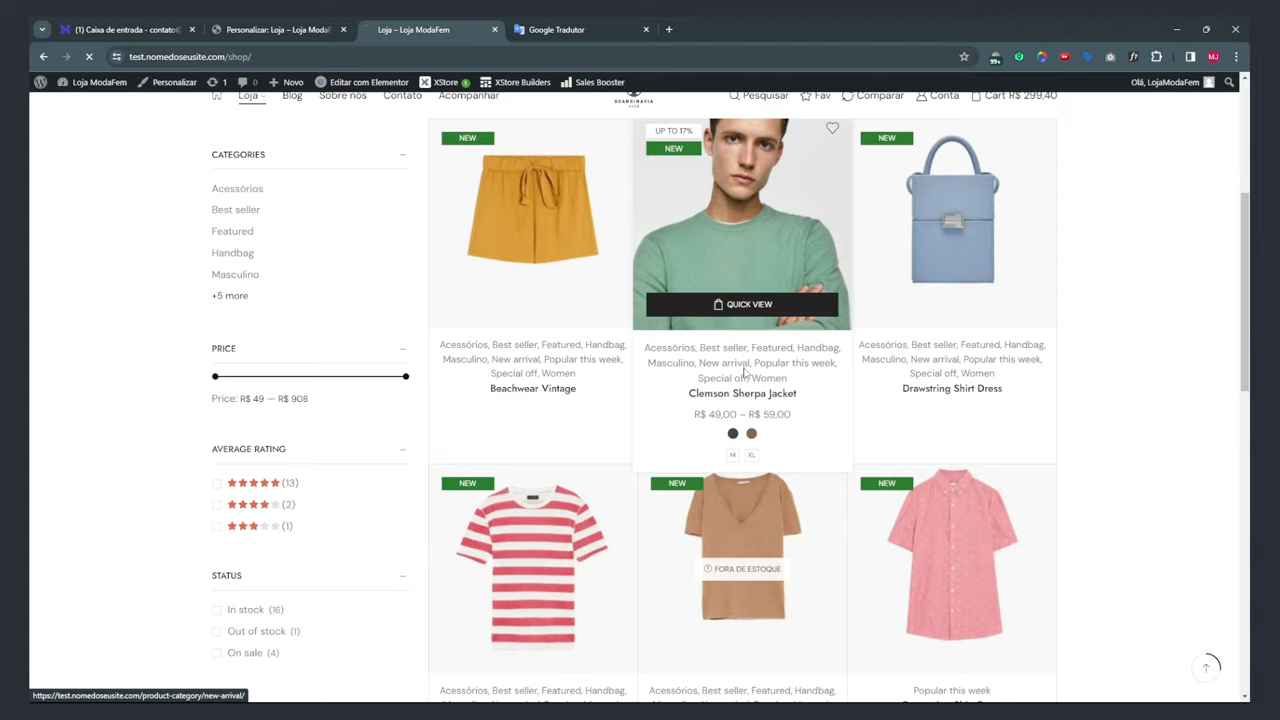 (1) Caixa de entrada - contato@
Personalizar: Loja – Loja ModaF
Loja – Loja ModaFem
Google Tradutor
test.nomedoseusite.com/shop/
99+
MJ
Loja ModaFem
Personalizar
1
0
Novo
Editar com Elementor
XStore
1
XStore Builders
Sales Booster
Olá, LojaModaFem
Loja
Blog
Sobre nós
Contato
Acompanhar
SCANDINAVIA
CLUB
Pesquisar
Fav
Comparar
Conta
Cart R$ 299,40
CATEGORIES
Acessórios
Best seller
Featured
Handbag
Masculino
+5 more
PRICE
Price: R$ 49 — R$ 908
AVERAGE RATING
(13)
(2)
(1)
STATUS
In stock (16)
Out of stock (1)
On sale (4)
NEW
Acessórios, Best seller, Featured, Handbag,
Masculino, New arrival, Popular this week,
Special off, Women
Beachwear Vintage
UP TO 17%
NEW
QUICK VIEW
Acessórios, Best seller, Featured, Handbag,
Masculino, New arrival, Popular this week,
Special off, Women
Clemson Sherpa Jacket
R$ 49,00 – R$ 59,00
M
XL
NEW
Acessórios, Best seller, Featured, Handbag,
Masculino, New arrival, Popular this week,
Special off, Women
Drawstring Shirt Dress
NEW
Acessórios, Best seller, Featured, Handbag,
NEW
FORA DE ESTOQUE
Acessórios, Best seller, Featured, Handbag,
NEW
Popular this week
https://test.nomedoseusite.com/product-category/new-arrival/